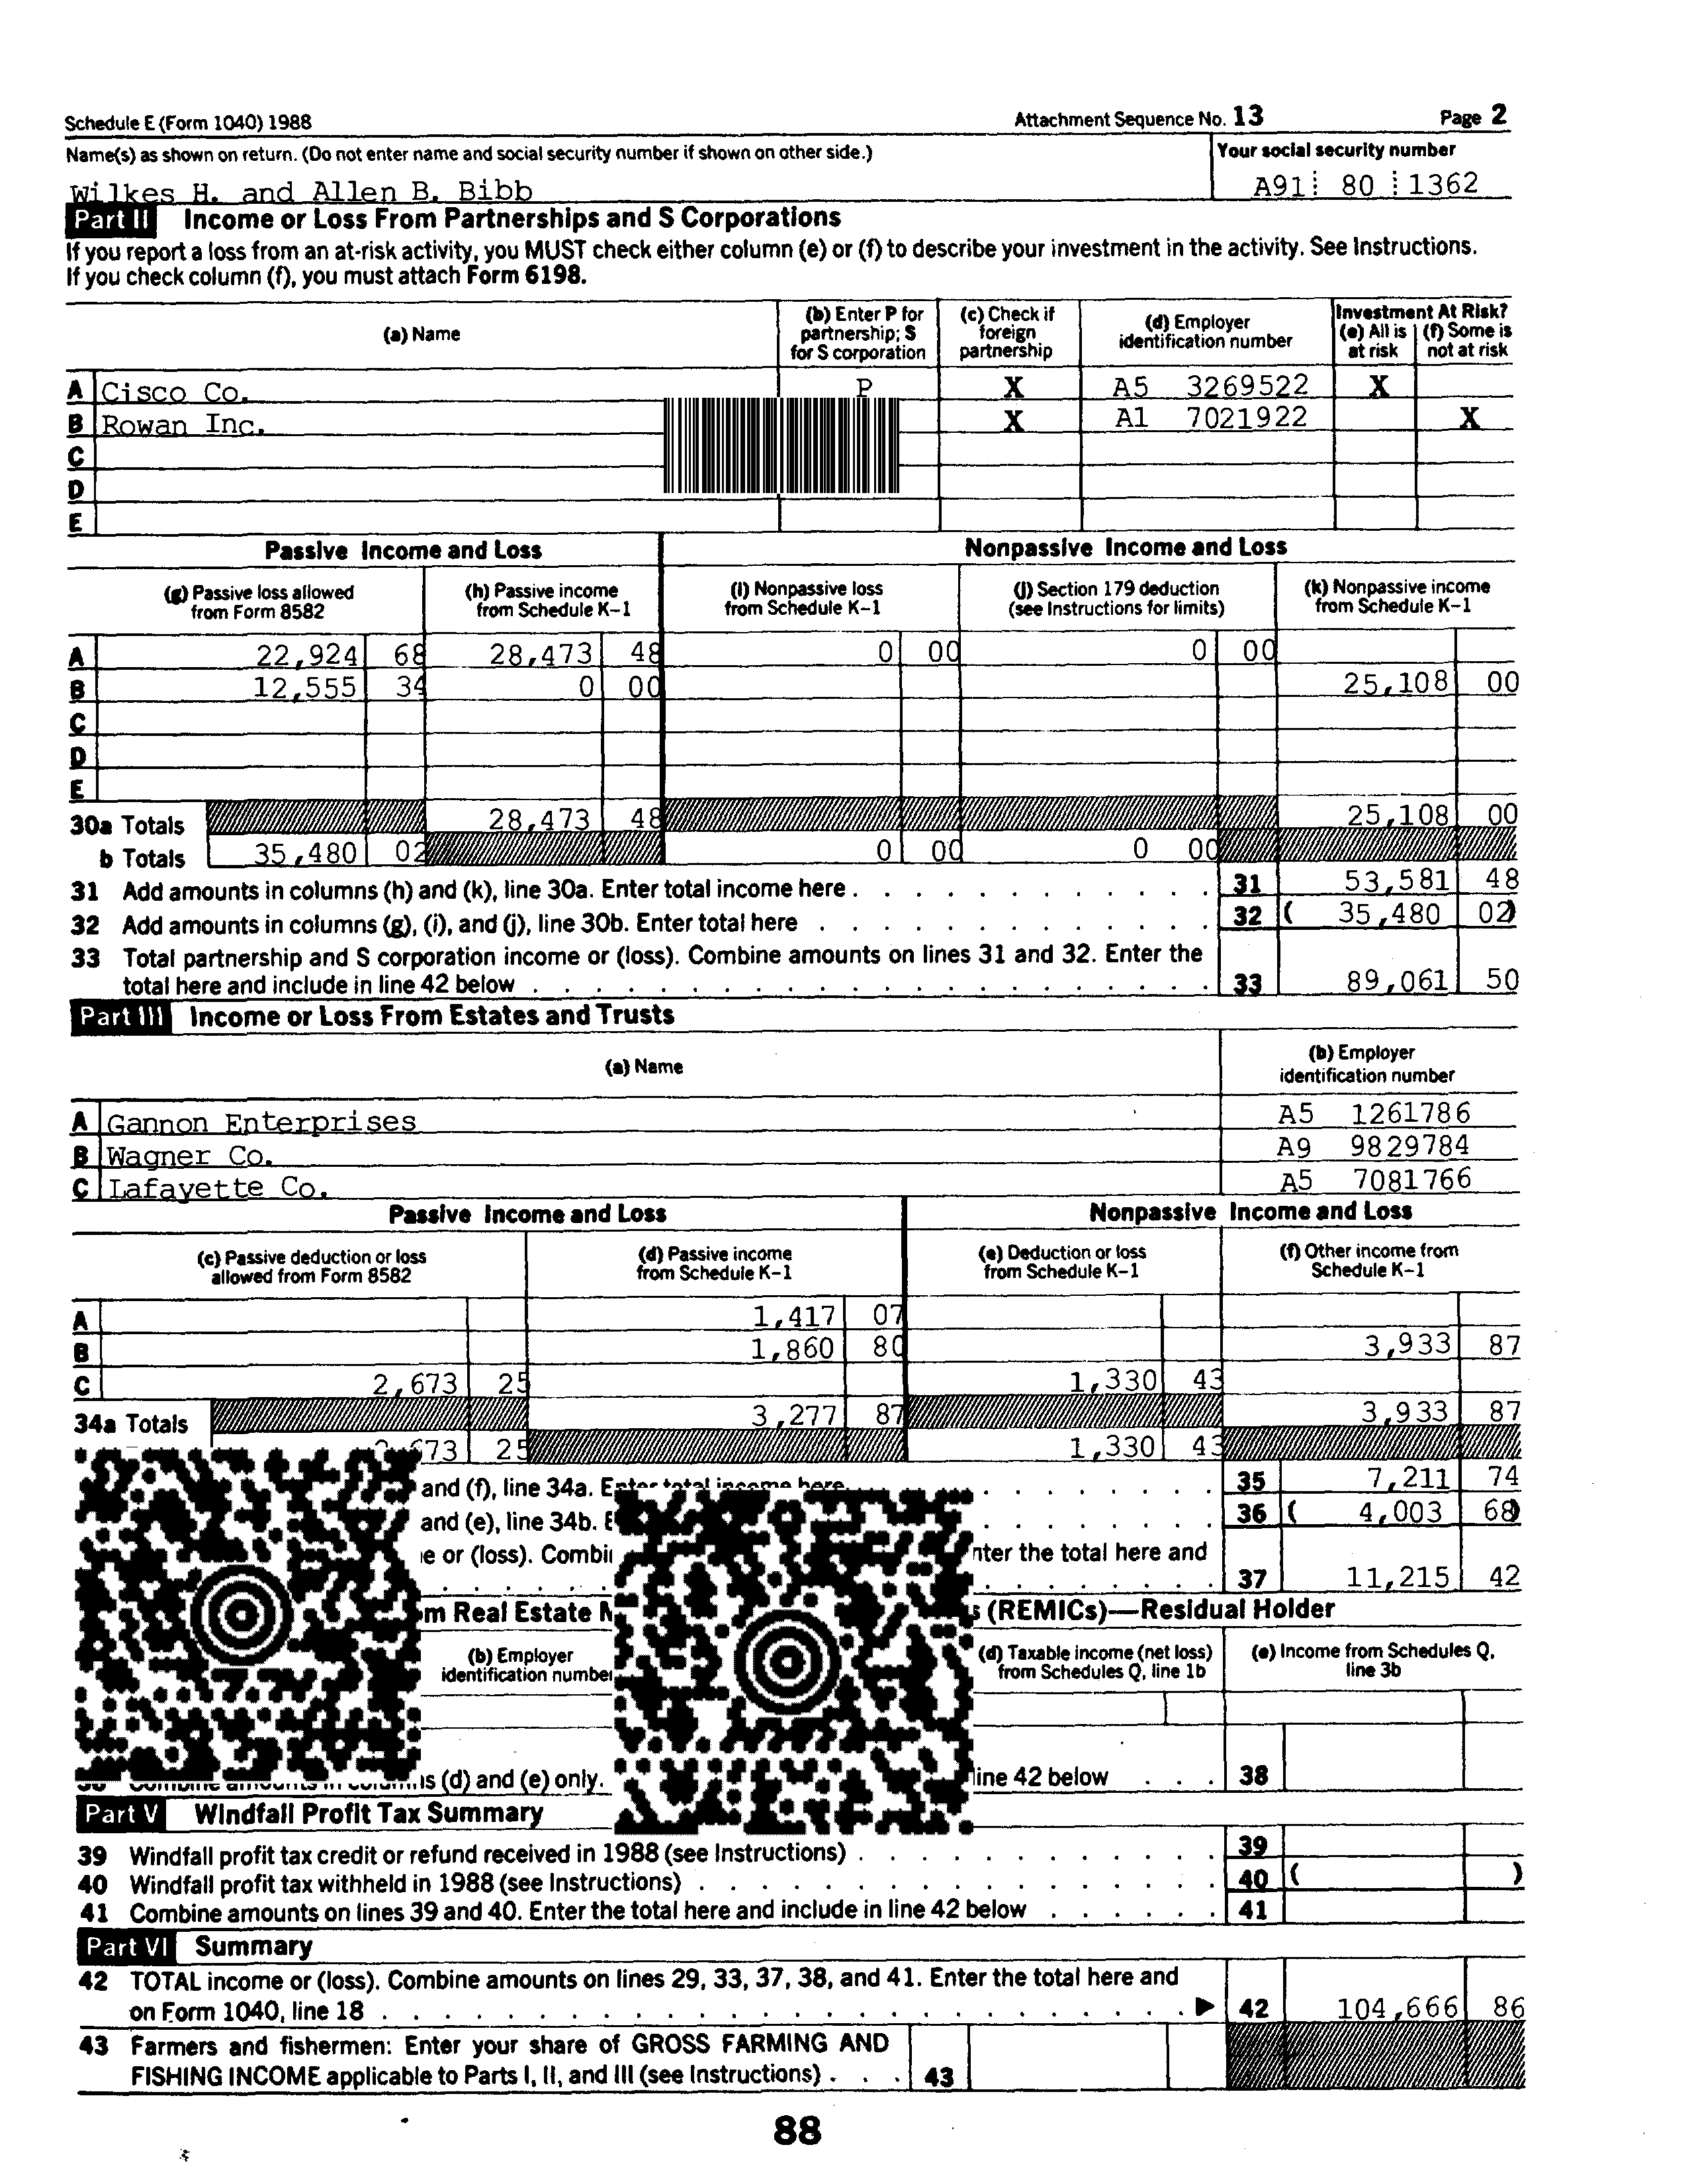 Schedule E (Form 1040) 1988 Attachment Sequence No. 13 Page 2
Name(s) as shown on return. (Do not enter name and social security number if shown on other side.) Your social security number
Wilkes H. and Allen B. Bibb A91 80 1362
Part II Income or Loss From Partnerships and S Corporations
If you report a loss from an at-risk activity, you MUST check either column (e) or (f) to describe your investment in the activity. See Instructions.
If you check column (f), you must attach Form 6198.
(a) Name (b) Enter P for partnership; S for S corporation (c) Check if foreign partnership (d) Employer identification number Investment At Risk? (e) All is at risk (f) Some is not at risk
A Cisco Co. P X A5 3269522 X
B Rowan Inc. X A1 7021922 X
C
D
E
Passive Income and Loss Nonpassive Income and Loss
(g) Passive loss allowed from Form 8582 (h) Passive income from Schedule K-1 (i) Nonpassive loss from Schedule K-1 (j) Section 179 deduction (see Instructions for limits) (k) Nonpassive income from Schedule K-1
A 22,924 68 28,473 48 0 00 0 00
B 12,555 34 0 00 25,108 00
C
D
E
30a Totals 28,473 48 25,108 00
b Totals 35,480 02 0 00 0 00
31 Add amounts in columns (h) and (k), line 30a. Enter total income here . 31 53,581 48
32 Add amounts in columns (g), (i), and (j), line 30b. Enter total here . 32 ( 35,480 02)
33 Total partnership and S corporation income or (loss). Combine amounts on lines 31 and 32. Enter the
total here and include in line 42 below . 33 89,061 50
Part III Income or Loss From Estates and Trusts
(a) Name (b) Employer identification number
A Gannon Enterprises A5 1261786
B Wagner Co. A9 9829784
C Lafayette Co. A5 7081766
Passive Income and Loss Nonpassive Income and Loss
(c) Passive deduction or loss allowed from Form 8582 (d) Passive income from Schedule K-1 (e) Deduction or loss from Schedule K-1 (f) Other income from Schedule K-1
A 1,417 07
B 1,860 80 3,933 87
C 2,673 25 1,330 43
34a Totals 3,277 87 3,933 87
25 1,330 43
and (f), line 34a. Enter total income here 35 7,211 74
and (e), line 34b. 36 ( 4,003 68)
or (loss). the total here and
37 11,215 42
Real Estate (REMICs)—Residual Holder
(b) Employer identification number (d) Taxable income (net loss) from Schedules Q, line 1b (e) Income from Schedules Q, line 3b
(d) and (e) only. line 42 below . . . 38
Part V Windfall Profit Tax Summary
39 Windfall profit tax credit or refund received in 1988 (see Instructions) . 39
40 Windfall profit tax withheld in 1988 (see Instructions) . 40 ( )
41 Combine amounts on lines 39 and 40. Enter the total here and include in line 42 below . 41
Part VI Summary
42 TOTAL income or (loss). Combine amounts on lines 29, 33, 37, 38, and 41. Enter the total here and
on Form 1040, line 18 . ▶ 42 104,666 86
43 Farmers and fishermen: Enter your share of GROSS FARMING AND
FISHING INCOME applicable to Parts I, II, and III (see Instructions) . . . 43
88